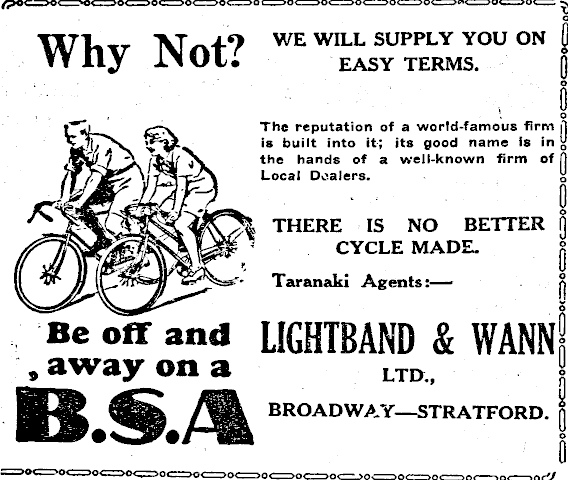 Why Not?
Be off and
away on a
B.S.A
WE WILL SUPPLY YOU ON
EASY TERMS.
The reputation of a world-famous firm
is built into it; its good name is in
the hands of a well-known firm of
Local Dealers.
THERE IS NO BETTER
CYCLE MADE.
Taranaki Agents:—
LIGHTBAND & WANN
LTD.,
BROADWAY—STRATFORD.